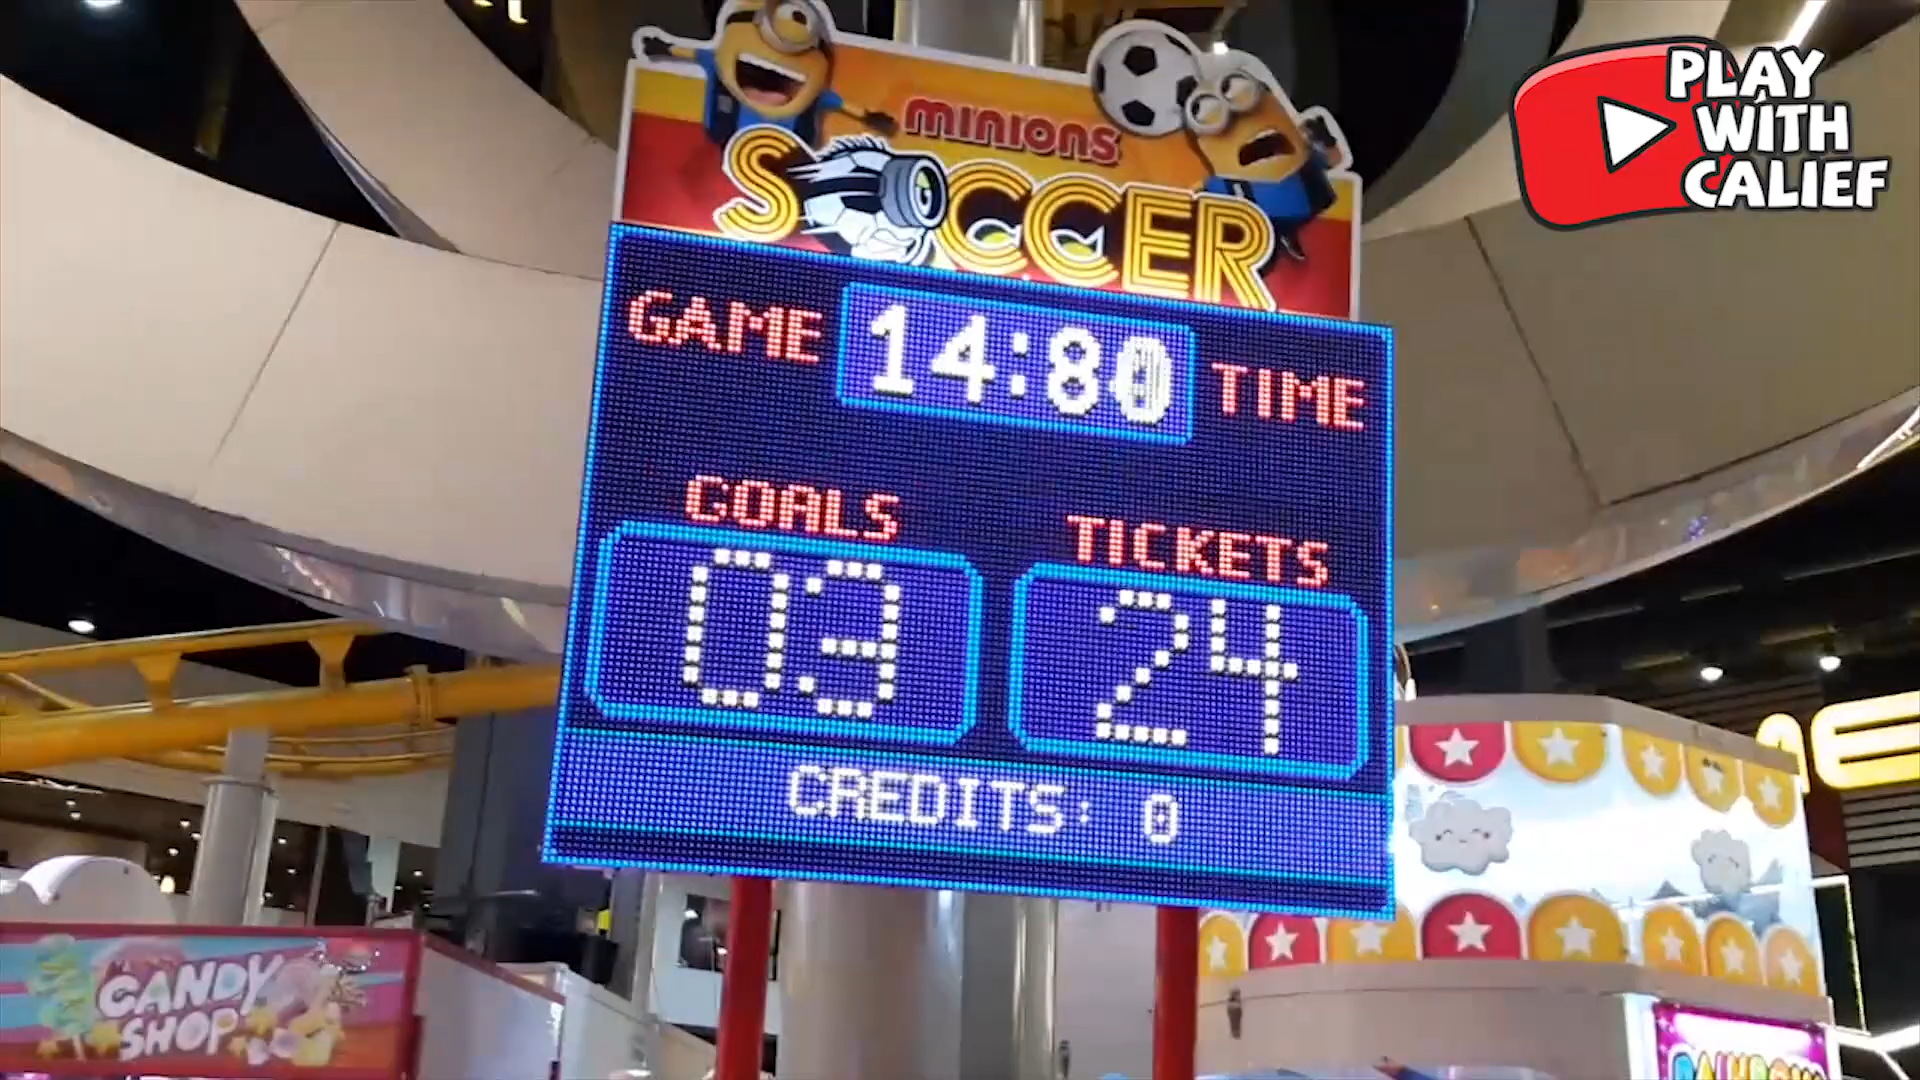 PLAY
WITH
CALIEF
MINIONS
SOCCER
GAME 14:80 TIME
GOALS TICKETS
03 24
CREDITS: 0
CANDY
SHOP